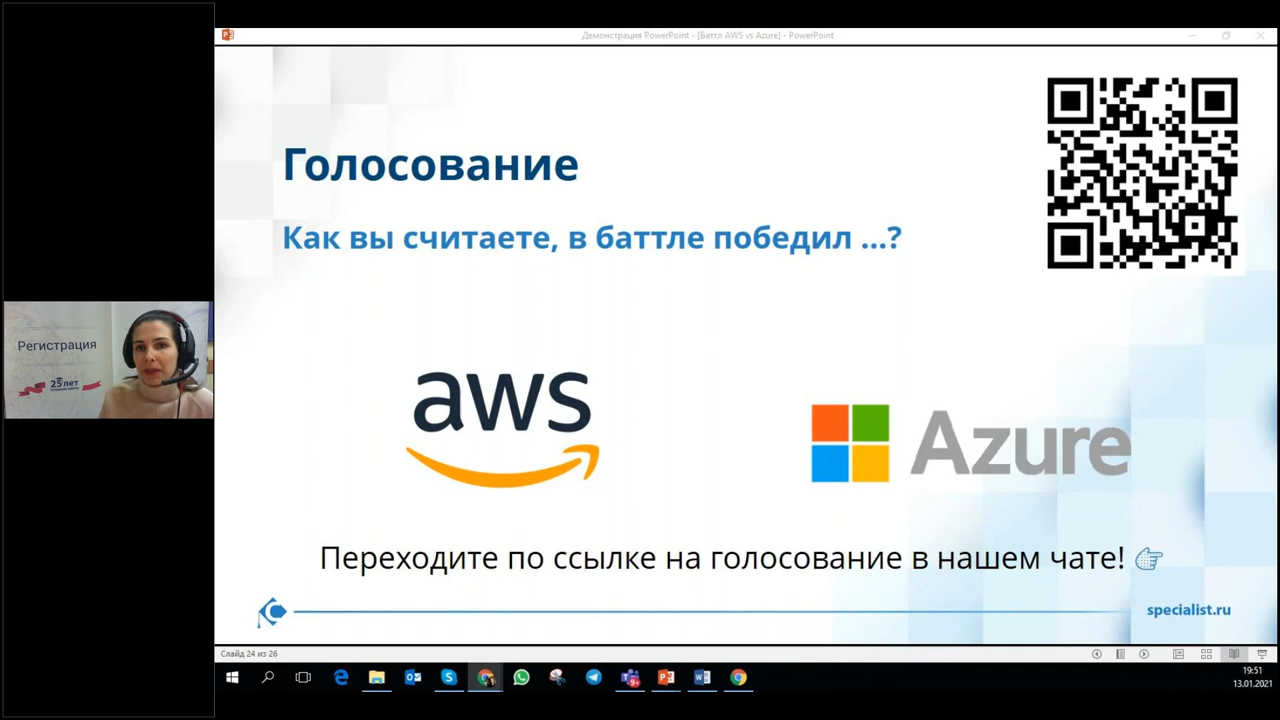 Демонстрация PowerPoint - [Баттл AWS vs Azure] - PowerPoint
Голосование
Как вы считаете, в баттле победил ...?
Регистрация
25 лет
aws
Azure
Переходите по ссылке на голосование в нашем чате!
specialist.ru
Слайд 24 из 26
9+
19:51
13.01.2021